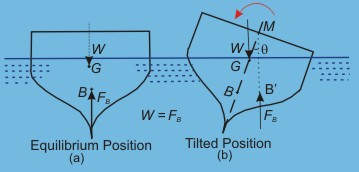 W
G
B
F_B
W = F_B
Equilibrium Position
(a)
M
W
θ
G
B
B'
F_B
Tilted Position
(b)